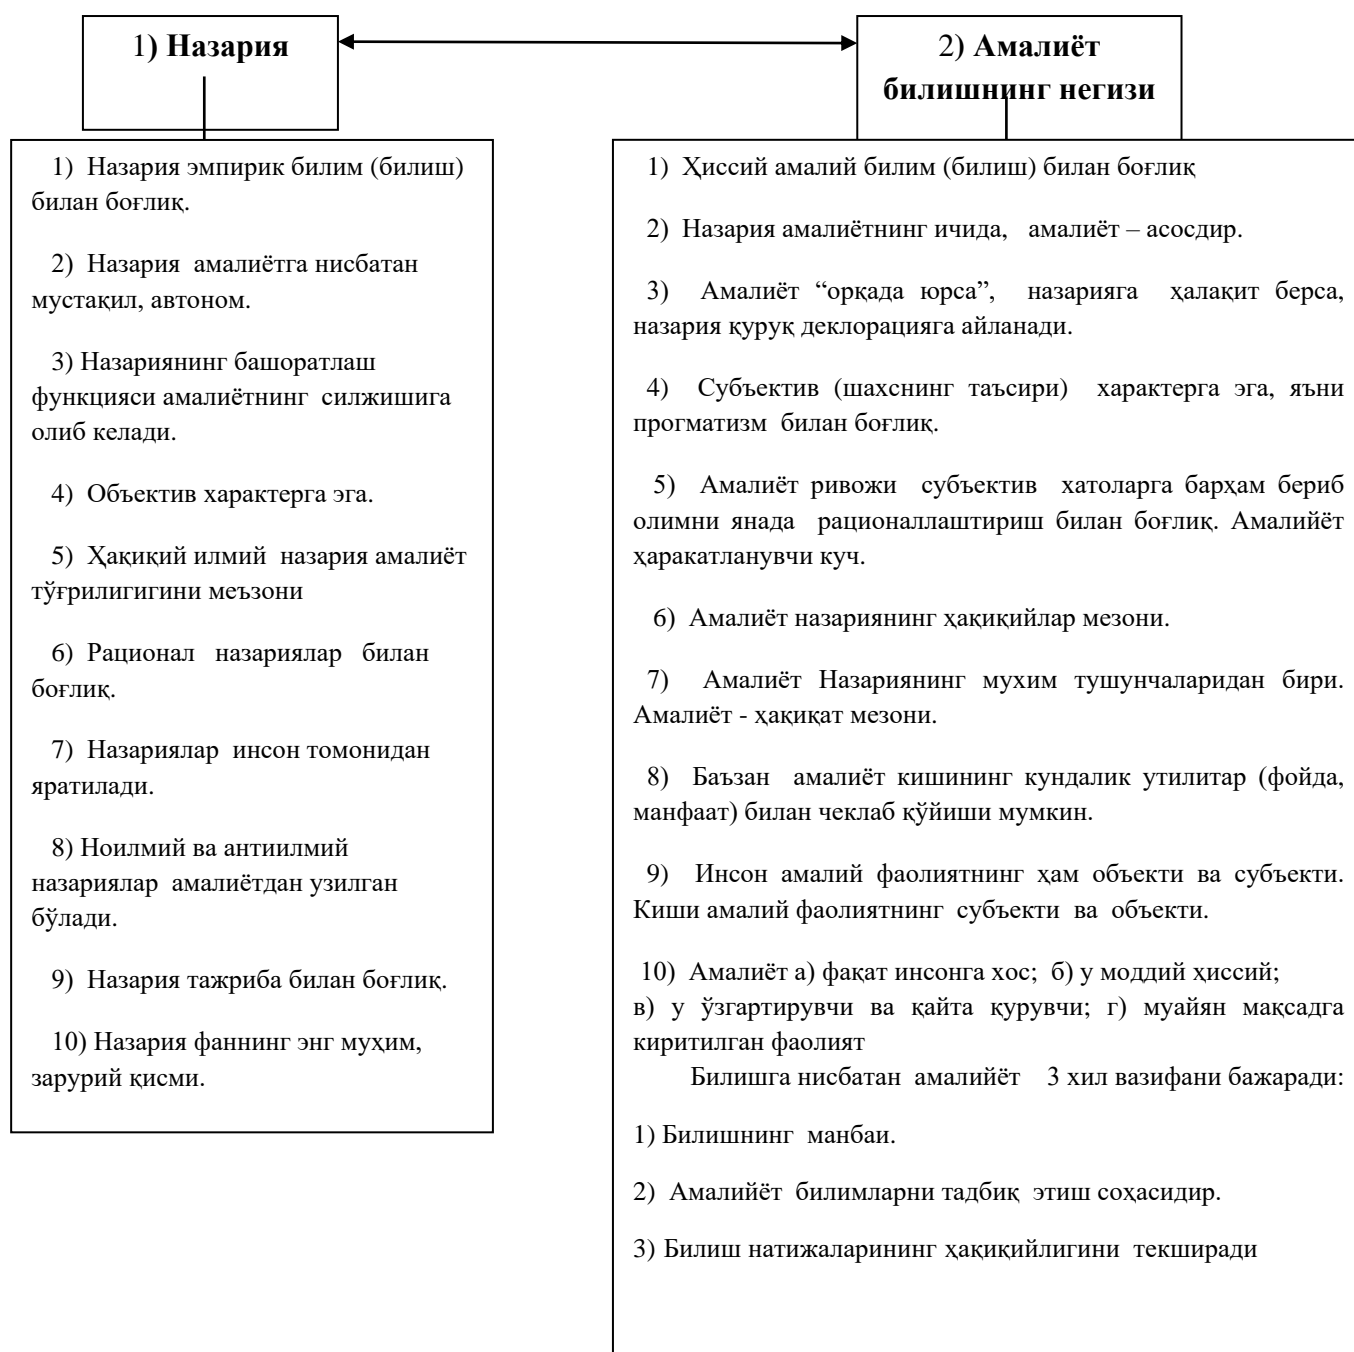 1) Назария
2) Амалиёт
билишнинг негизи
1) Назария эмпирик билим (билиш)
билан боғлиқ.
2) Назария амалиётга нисбатан
мустақил, автоном.
3) Назариянинг башоратлаш
функцияси амалиётнинг силжишига
олиб келади.
4) Объектив характерга эга.
5) Ҳақиқий илмий назария амалиёт
тўғрилигигини меъзони
6) Рационал назариялар билан
боғлиқ.
7) Назариялар инсон томонидан
яратилади.
8) Ноилмий ва антиилмий
назариялар амалиётдан узилган
бўлади.
9) Назария тажриба билан боғлиқ.
10) Назария фаннинг энг муҳим,
зарурий қисми.
1) Ҳиссий амалий билим (билиш) билан боғлиқ
2) Назария амалиётнинг ичида, амалиёт – асосдир.
3) Амалиёт “орқада юрса”, назарияга ҳалақит берса,
назария қуруқ деклорацияга айланади.
4) Субъектив (шахснинг таъсири) характерга эга, яъни
прогматизм билан боғлиқ.
5) Амалиёт ривожи субъектив хатоларга барҳам бериб
олимни янада рационаллаштириш билан боғлиқ. Амалийёт
ҳаракатланувчи куч.
6) Амалиёт назариянинг ҳақиқийлар мезони.
7) Амалиёт Назариянинг мухим тушунчаларидан бири.
Амалиёт - ҳақиқат мезони.
8) Баъзан амалиёт кишининг кундалик утилитар (фойда,
манфаат) билан чеклаб қўйиши мумкин.
9) Инсон амалий фаолиятнинг ҳам объекти ва субъекти.
Киши амалий фаолиятнинг субъекти ва объекти.
10) Амалиёт а) фақат инсонга хос; б) у моддий ҳиссий;
в) у ўзгартирувчи ва қайта қурувчи; г) муайян мақсадга
киритилган фаолият
Билишга нисбатан амалийёт 3 хил вазифани бажаради:
1) Билишнинг манбаи.
2) Амалийёт билимларни тадбиқ этиш соҳасидир.
3) Билиш натижаларининг ҳақиқийлигини текширади